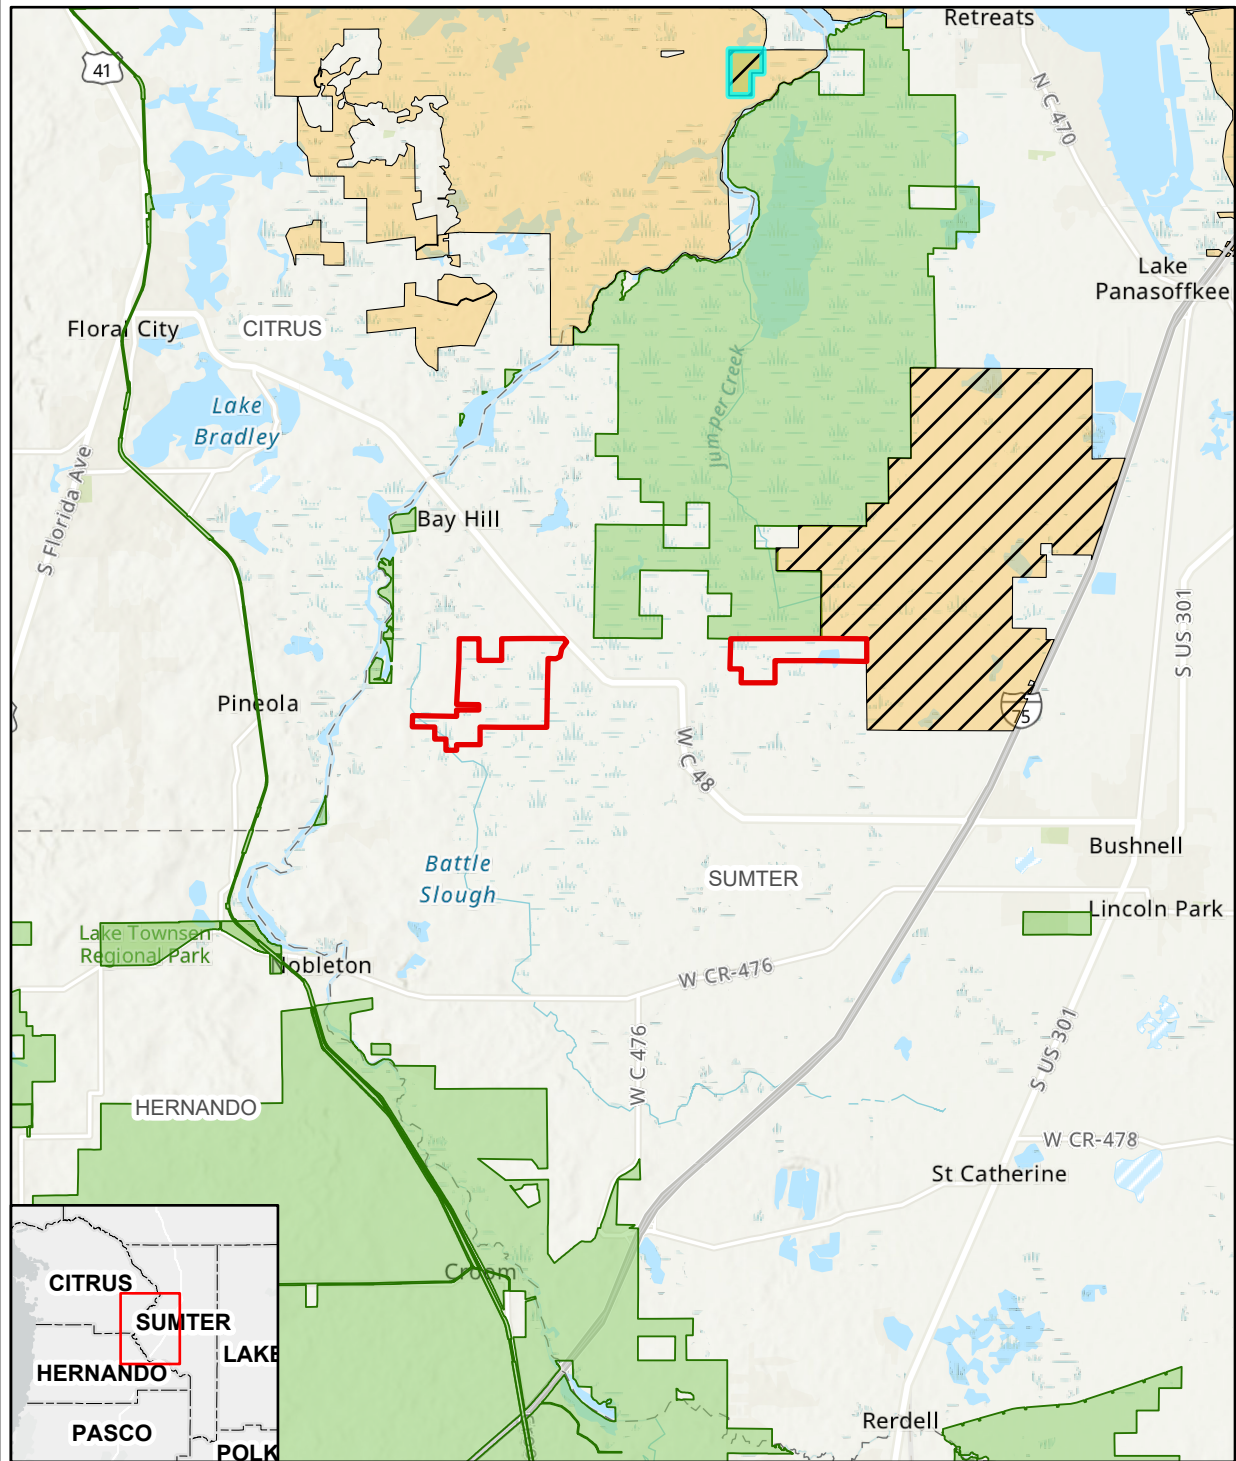 Retreats
41
N C 470
Lake
Panasoffkee
Floral City
CITRUS
Lake
Bradley
Jumper Creek
S Florida Ave
Bay Hill
S US 301
Pineola
75
W C 48
Bushnell
Battle
Slough
SUMTER
Lincoln Park
Lake Townsen
Regional Park
Nobleton
W CR-476
W C 476
S US 301
HERNANDO
W CR-478
St Catherine
Croom
Rerdell
CITRUS
SUMTER
LAKE
HERNANDO
PASCO
POLK